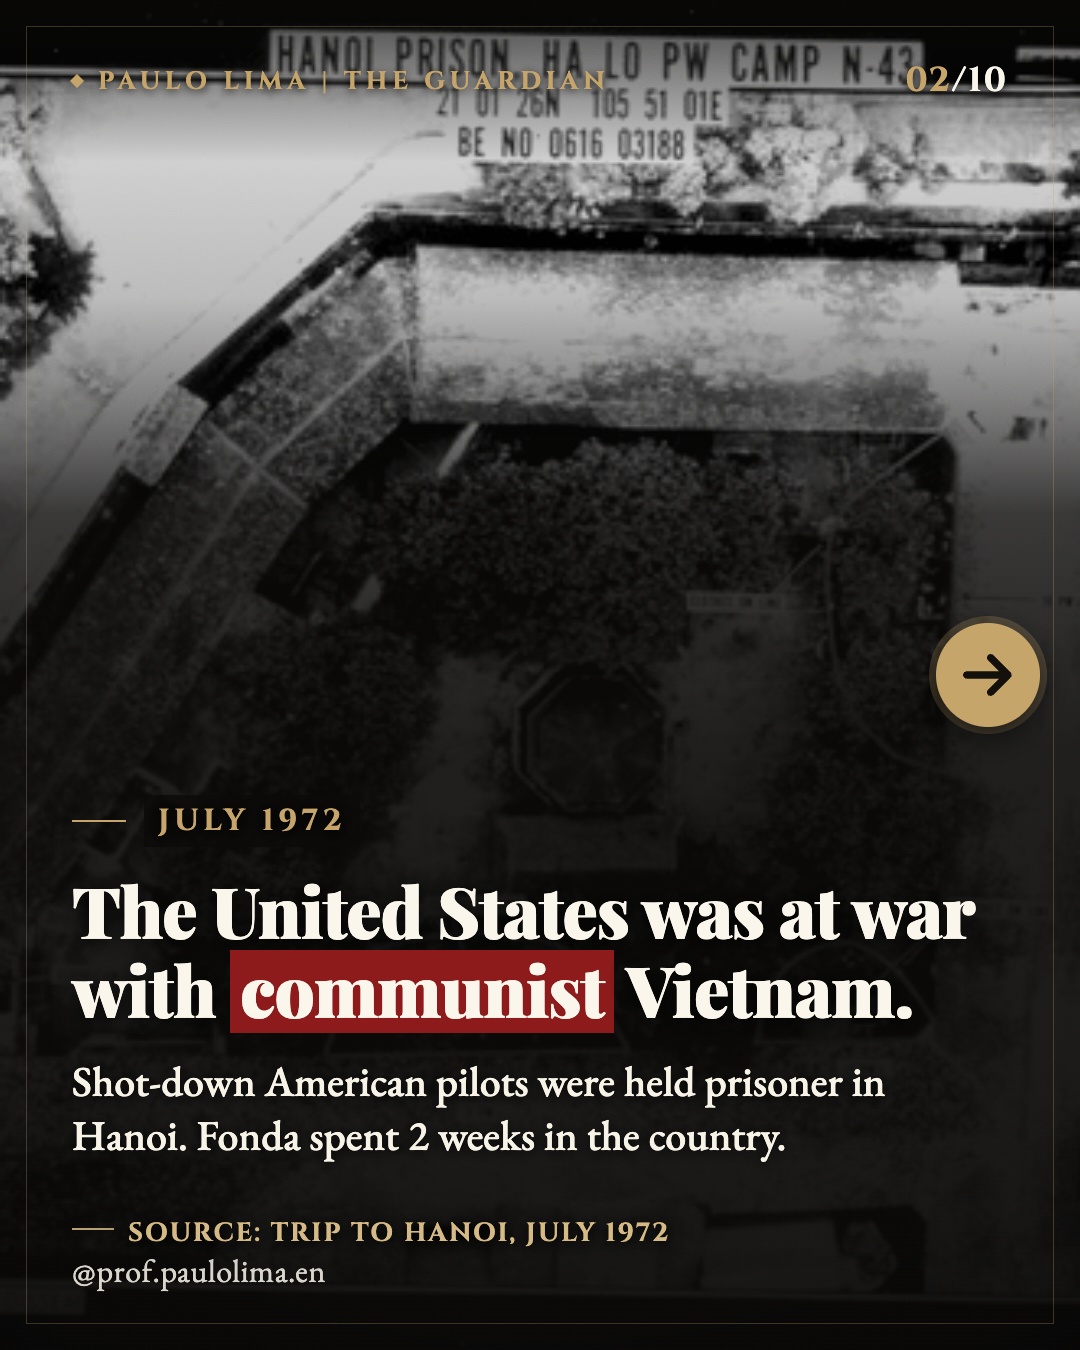 HANOI PRISON HA LO PW CAMP N-43
PAULO LIMA | THE GUARDIAN
02/10
21 01 26N 105 51 01E
BE NO 0616 03188
JULY 1972
The United States was at war
with communist Vietnam.
Shot-down American pilots were held prisoner in
Hanoi. Fonda spent 2 weeks in the country.
SOURCE: TRIP TO HANOI, JULY 1972
@prof.paulolima.en